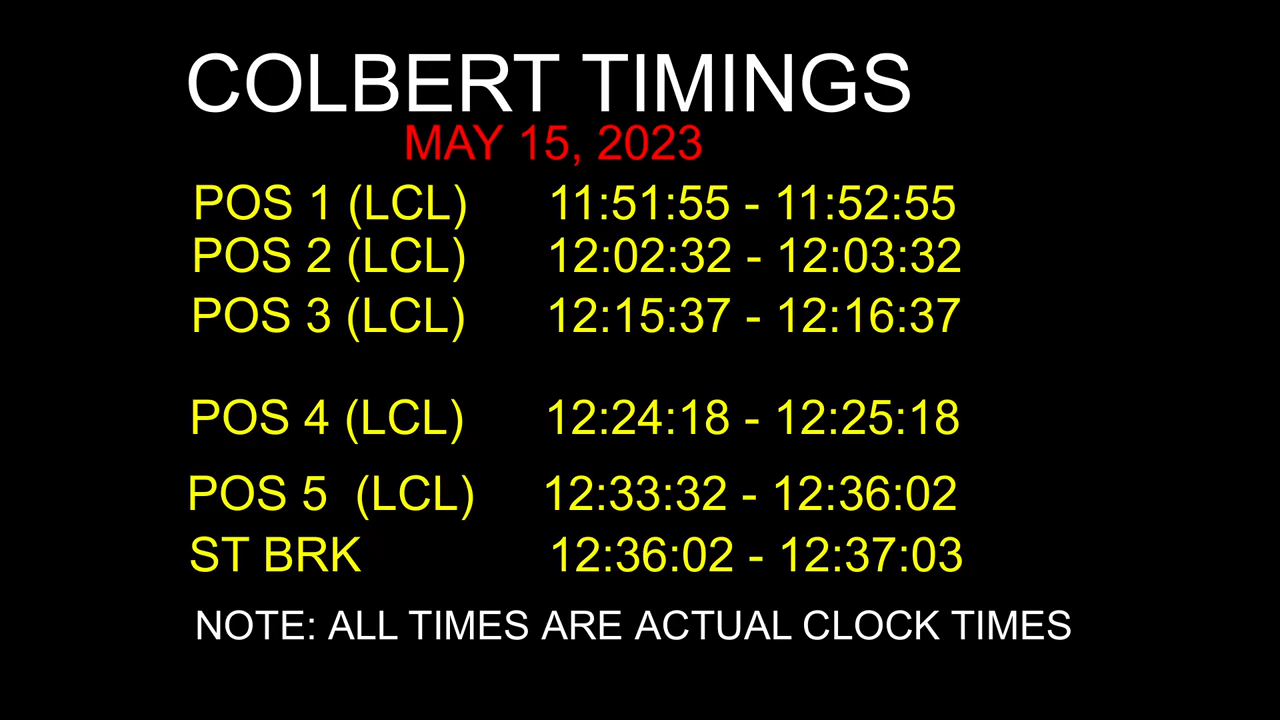 COLBERT TIMINGS
MAY 15, 2023
POS 1 (LCL) 11:51:55 - 11:52:55
POS 2 (LCL) 12:02:32 - 12:03:32
POS 3 (LCL) 12:15:37 - 12:16:37
POS 4 (LCL) 12:24:18 - 12:25:18
POS 5 (LCL) 12:33:32 - 12:36:02
ST BRK 12:36:02 - 12:37:03
NOTE: ALL TIMES ARE ACTUAL CLOCK TIMES